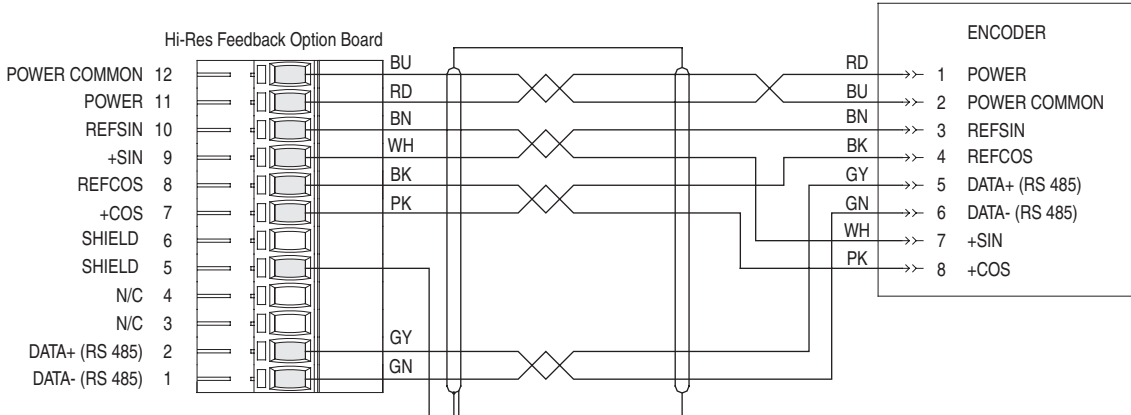 Hi-Res Feedback Option Board
POWER COMMON 12
POWER 11
REFSIN 10
+SIN 9
REFCOS 8
+COS 7
SHIELD 6
SHIELD 5
N/C 4
N/C 3
DATA+ (RS 485) 2
DATA- (RS 485) 1
BU
RD
BN
WH
BK
PK
GY
GN
RD
BU
BN
BK
GY
GN
WH
PK
ENCODER
1 POWER
2 POWER COMMON
3 REFSIN
4 REFCOS
5 DATA+ (RS 485)
6 DATA- (RS 485)
7 +SIN
8 +COS